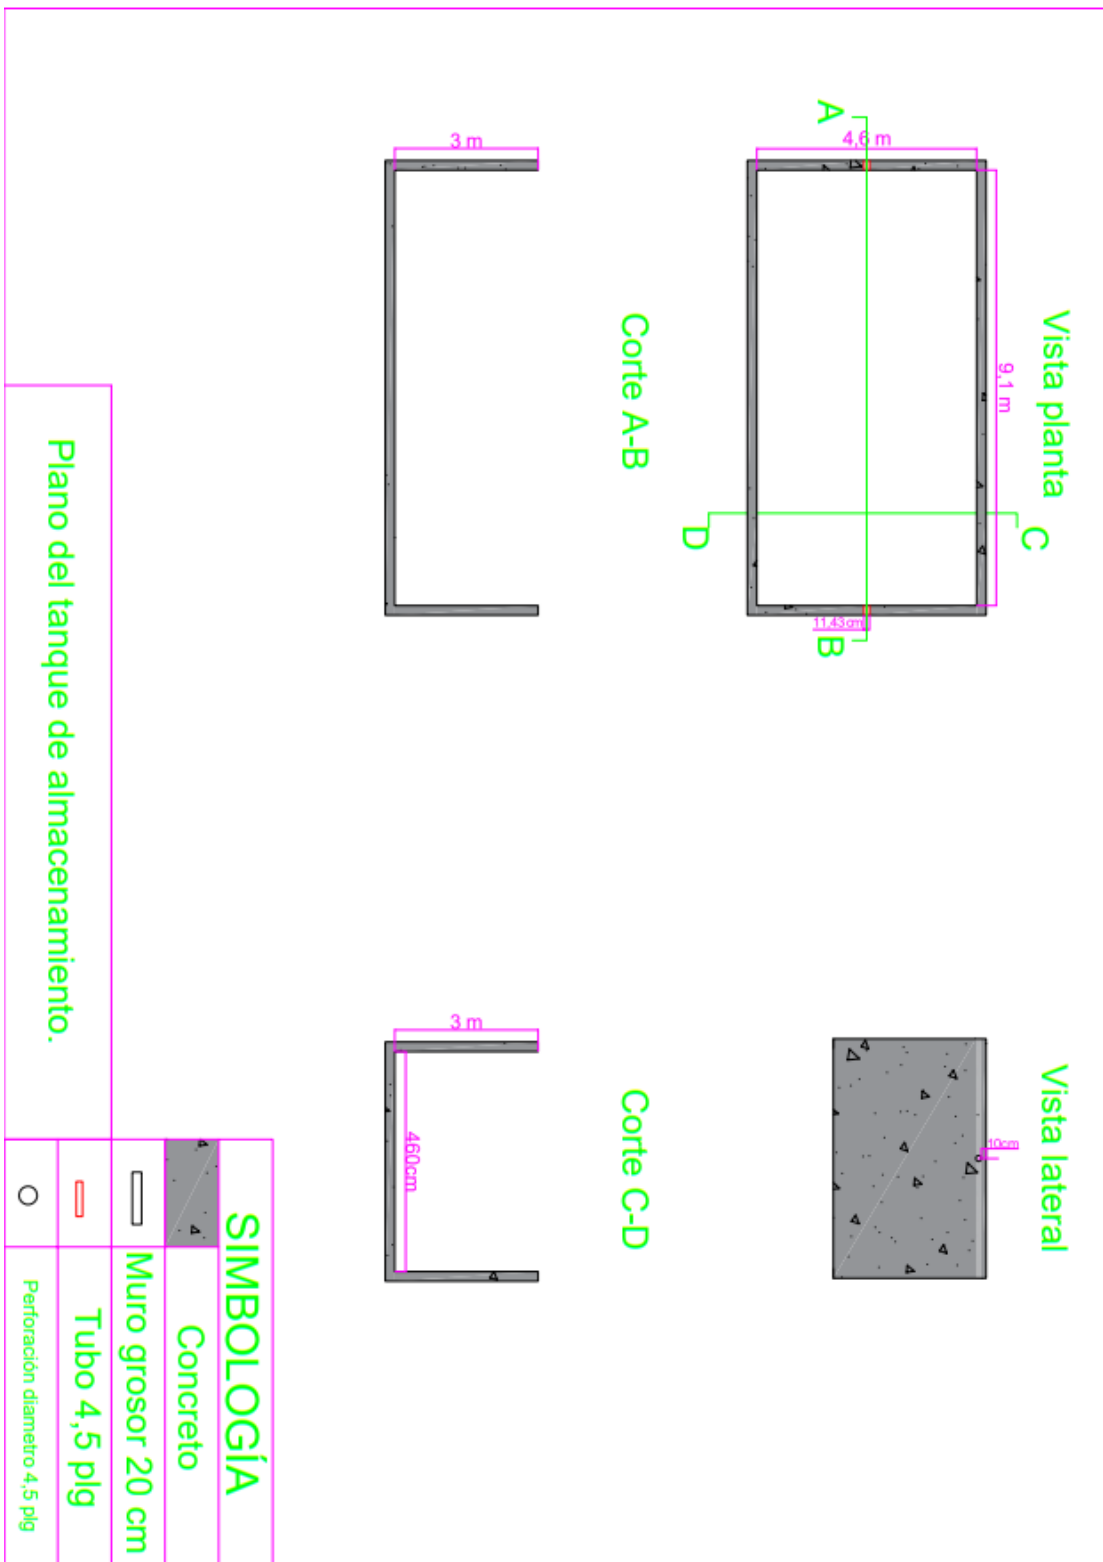 Vista planta
4,6 m
9,1 m
A
B
C
D
11,43cm
Vista lateral
10cm
Corte A-B
3 m
Corte C-D
3 m
460cm
SIMBOLOGÍA
Concreto
Muro grosor 20 cm
Tubo 4,5 plg
Perforación diametro 4,5 plg
Plano del tanque de almacenamiento.